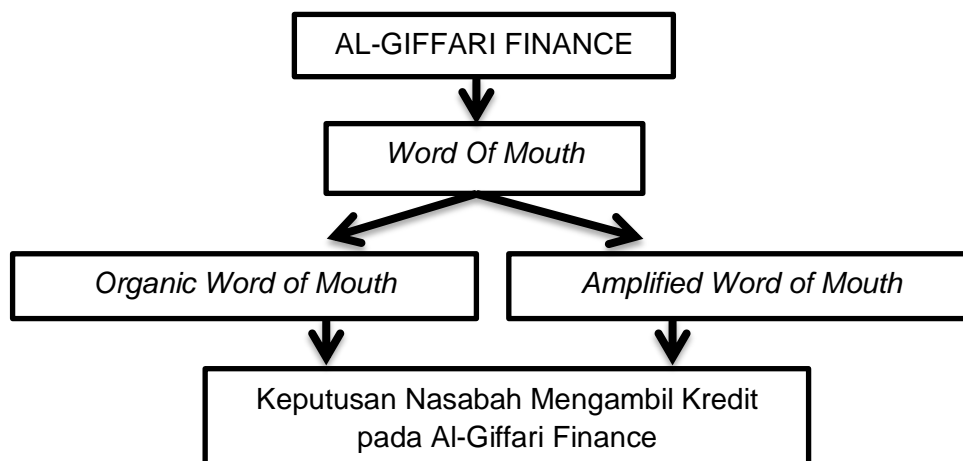 AL-GIFFARI FINANCE
Word Of Mouth
Organic Word of Mouth
Amplified Word of Mouth
Keputusan Nasabah Mengambil Kredit
pada Al-Giffari Finance